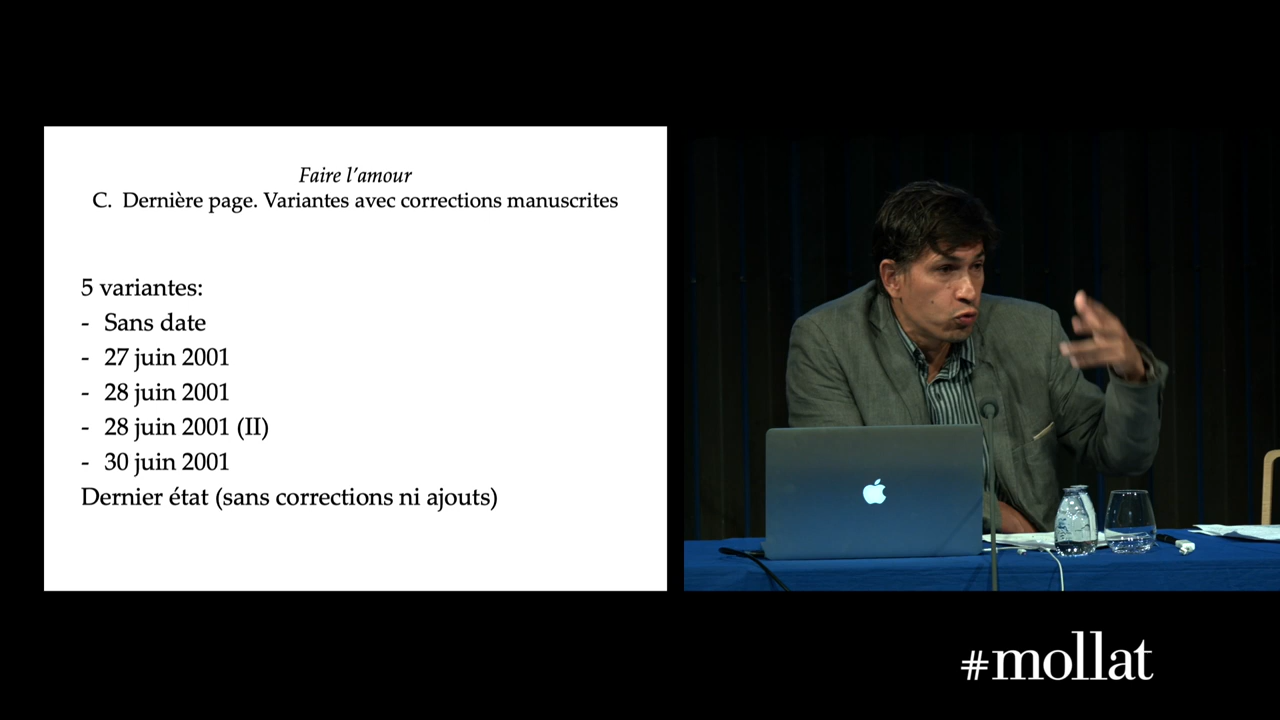 Faire l'amour
C. Dernière page. Variantes avec corrections manuscrites
5 variantes:
- Sans date
- 27 juin 2001
- 28 juin 2001
- 28 juin 2001 (II)
- 30 juin 2001
Dernier état (sans corrections ni ajouts)
#mollat